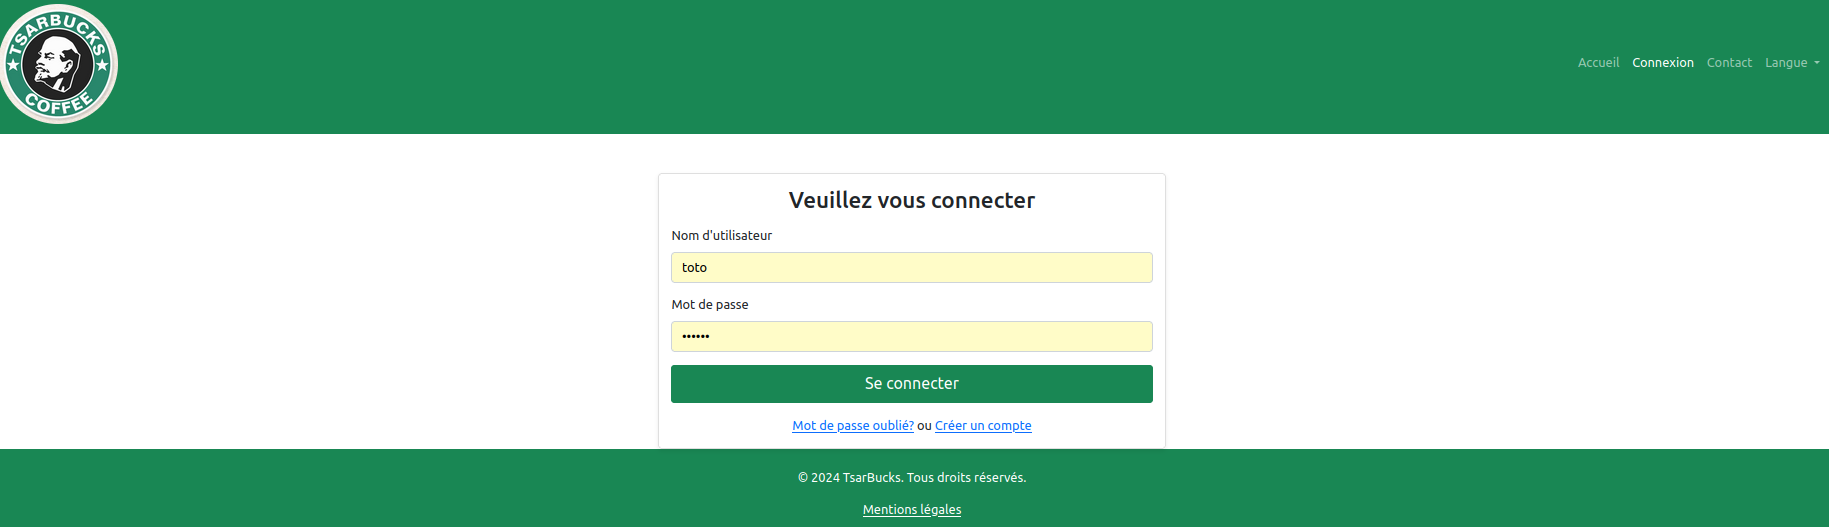 TSARBUCKS
COFFEE
Accueil Connexion Contact Langue
Veuillez vous connecter
Nom d'utilisateur
toto
Mot de passe
••••••
Se connecter
Mot de passe oublié? ou Créer un compte
© 2024 TsarBucks. Tous droits réservés.
Mentions légales